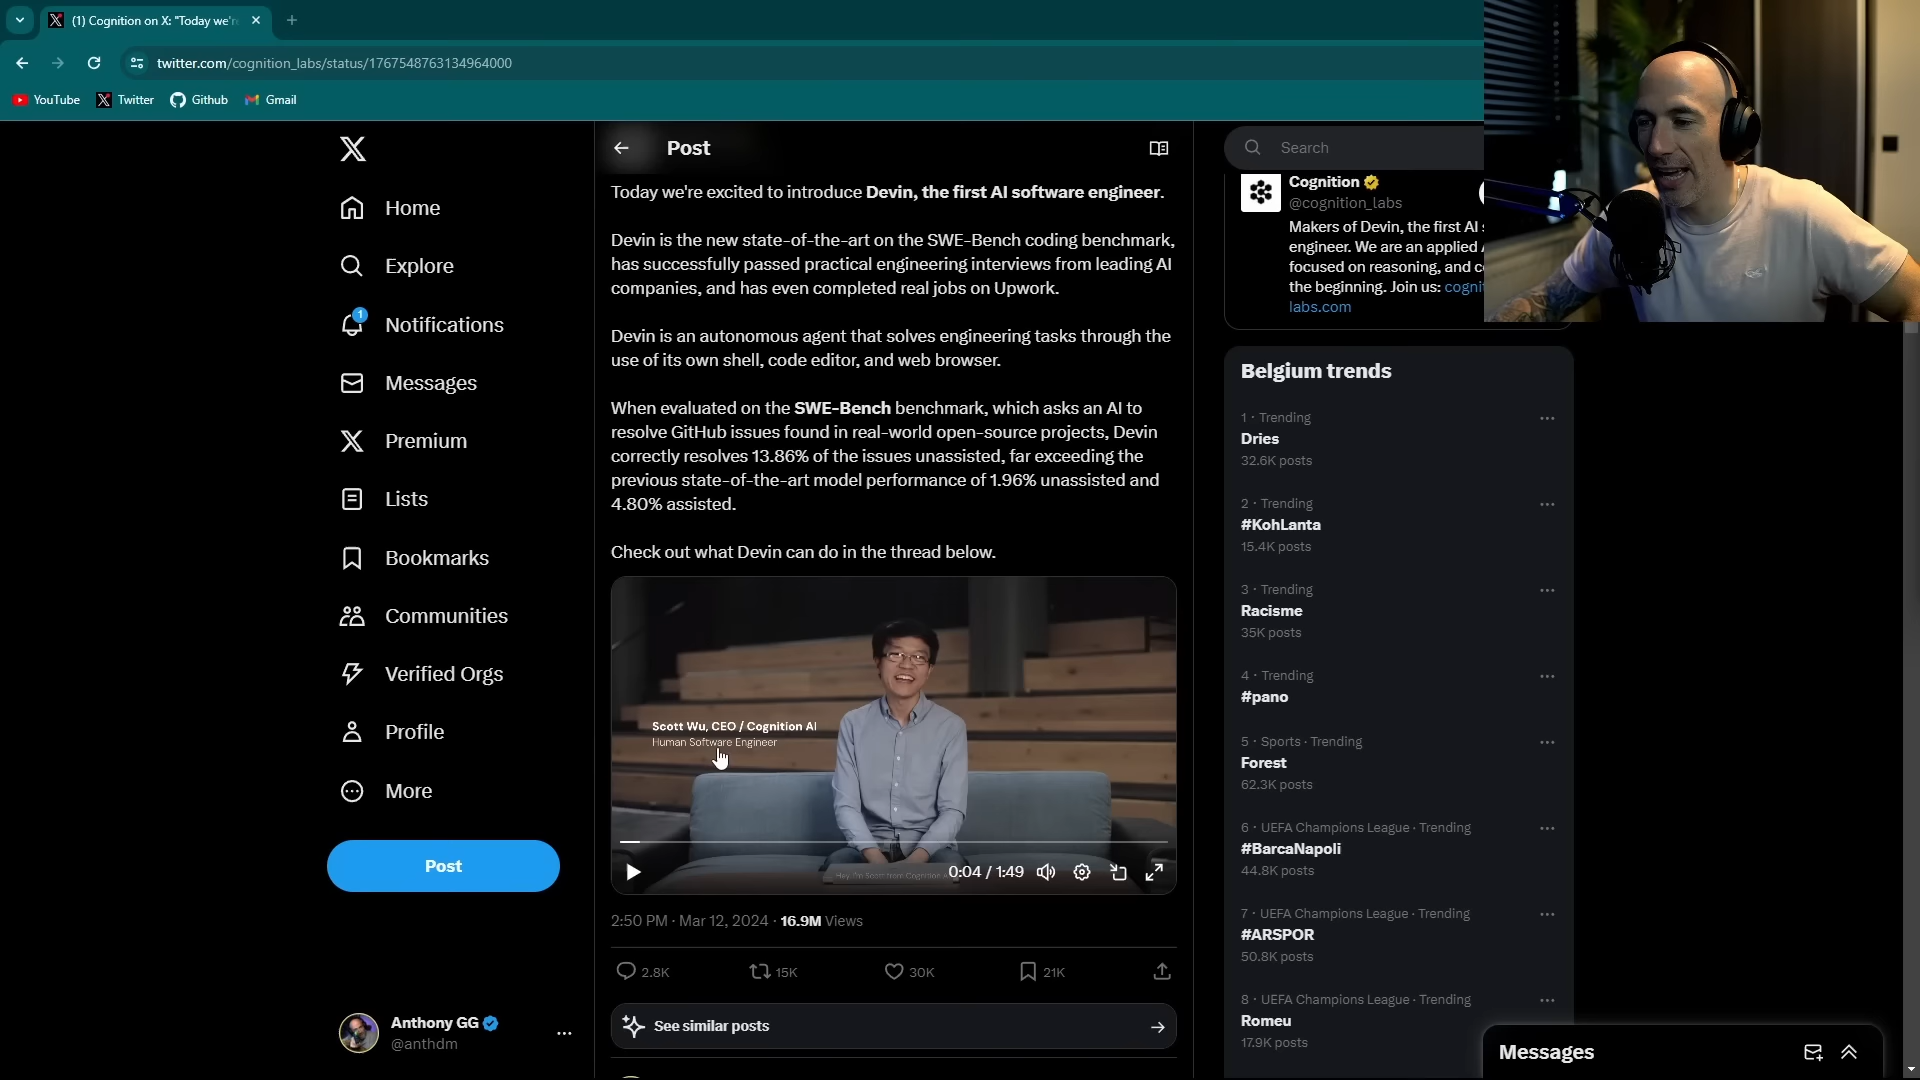 (1) Cognition on X: "Today we're
twitter.com/cognition_labs/status/1767548763134964000
YouTube
Twitter
Github
Gmail
Home
Explore
1
Notifications
Messages
Premium
Lists
Bookmarks
Communities
Verified Orgs
Profile
More
Post
Anthony GG
@anthdm
Post
Today we're excited to introduce Devin, the first AI software engineer.
Devin is the new state-of-the-art on the SWE-Bench coding benchmark,
has successfully passed practical engineering interviews from leading AI
companies, and has even completed real jobs on Upwork.
Devin is an autonomous agent that solves engineering tasks through the
use of its own shell, code editor, and web browser.
When evaluated on the SWE-Bench benchmark, which asks an AI to
resolve GitHub issues found in real-world open-source projects, Devin
correctly resolves 13.86% of the issues unassisted, far exceeding the
previous state-of-the-art model performance of 1.96% unassisted and
4.80% assisted.
Check out what Devin can do in the thread below.
Scott Wu, CEO / Cognition AI
Human Software Engineer
Hey, I'm Scott from Cognition
0:04 / 1:49
2:50 PM · Mar 12, 2024 · 16.9M Views
2.8K
15K
30K
21K
See similar posts
Search
Cognition
@cognition_labs
Makers of Devin, the first AI
engineer. We are an applied
focused on reasoning, and
the beginning. Join us: cogni
labs.com
Belgium trends
1 · Trending
Dries
32.6K posts
2 · Trending
#KohLanta
15.4K posts
3 · Trending
Racisme
35K posts
4 · Trending
#pano
5 · Sports · Trending
Forest
62.3K posts
6 · UEFA Champions League · Trending
#BarcaNapoli
44.8K posts
7 · UEFA Champions League · Trending
#ARSPOR
50.8K posts
8 · UEFA Champions League · Trending
Romeu
17.9K posts
Messages